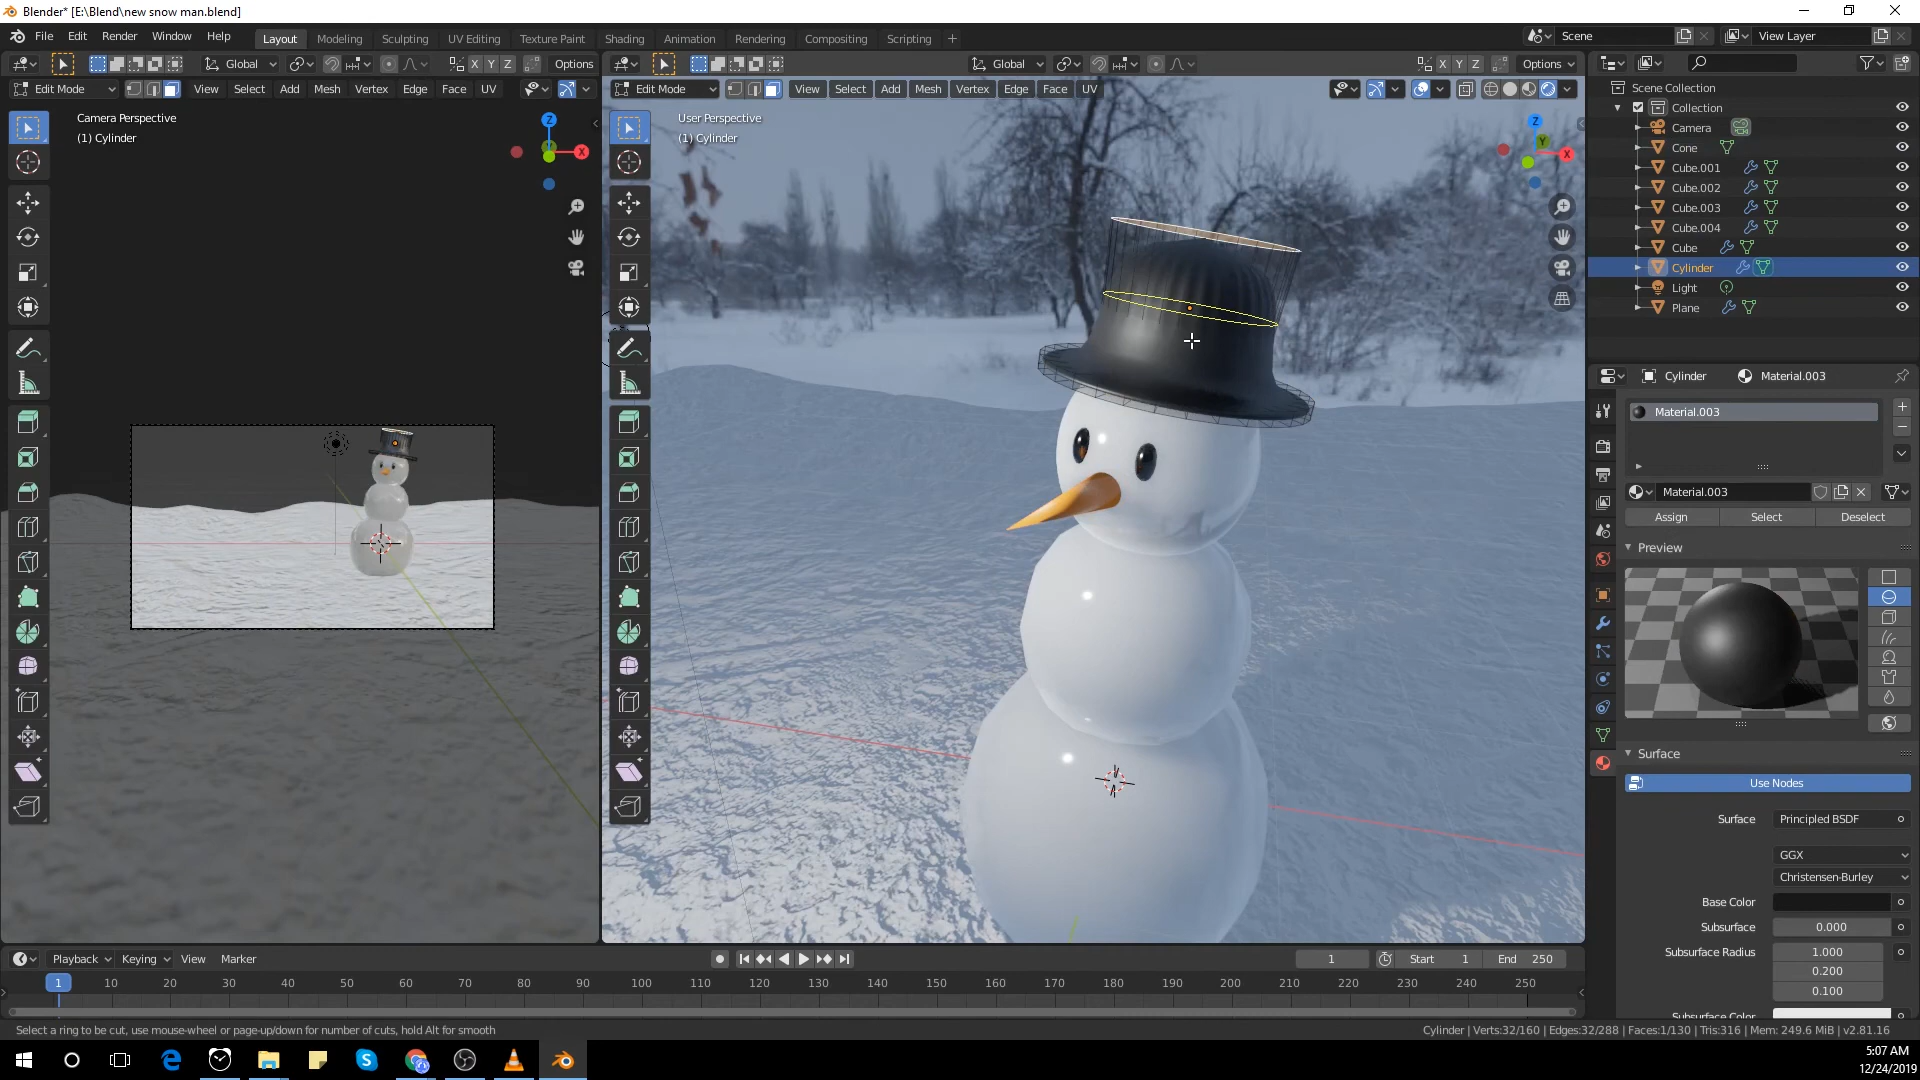 Blender* [E:\Blend\new snow man.blend]
File Edit Render Window Help
Layout Modeling Sculpting UV Editing Texture Paint Shading Animation Rendering Compositing Scripting +
Scene
View Layer
Global
X Y Z
Options
Global
X Y Z
Options
Edit Mode View Select Add Mesh Vertex Edge Face UV
Edit Mode View Select Add Mesh Vertex Edge Face UV
Camera Perspective
(1) Cylinder
Z
X
User Perspective
(1) Cylinder
Z
Y
X
Scene Collection
Collection
Camera
Cone
Cube.001
Cube.002
Cube.003
Cube.004
Cube
Cylinder
Light
Plane
Cylinder Material.003
Material.003
Material.003
Assign Select Deselect
Preview
Surface
Use Nodes
Surface Principled BSDF
GGX
Christensen-Burley
Base Color
Subsurface 0.000
Subsurface Radius 1.000
0.200
0.100
Subsurface Color
Playback Keying View Marker
1
Start 1
End 250
1 10 20 30 40 50 60 70 80 90 100 110 120 130 140 150 160 170 180 190 200 210 220 230 240 250
Select a ring to be cut, use mouse-wheel or page-up/down for number of cuts, hold Alt for smooth
Cylinder | Verts:32/160 | Edges:32/288 | Faces:1/130 | Tris:316 | Mem: 249.6 MiB | v2.81.16
5:07 AM
12/24/2019